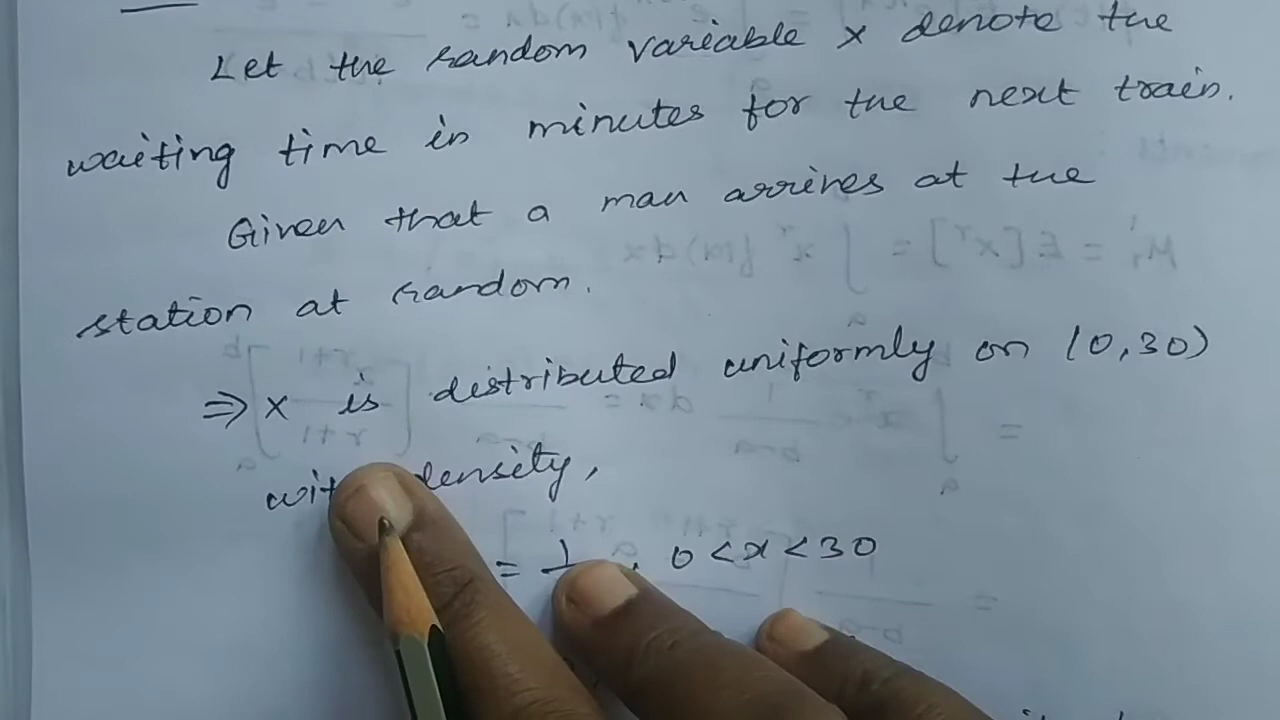 Let the random variable x denote the
waiting time in minutes for the next train.
Given that a man arrives at the
station at random.
⇒ x is distributed uniformly on (0,30)
density,
= 1 , 0 < x < 30